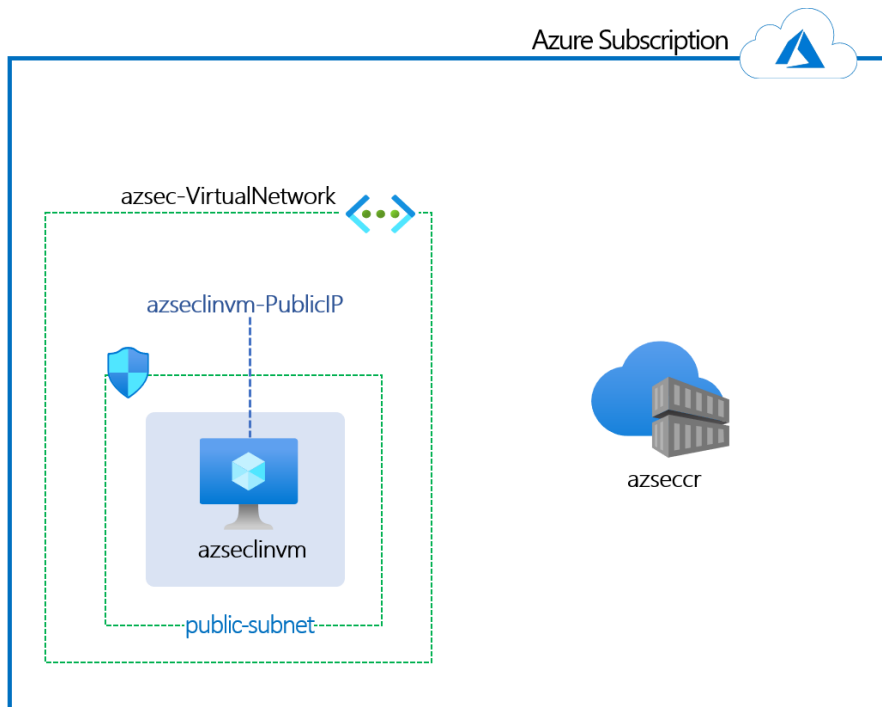 Azure Subscription
azsec-VirtualNetwork
azseclinvm-PublicIP
azseccr
azseclinvm
public-subnet